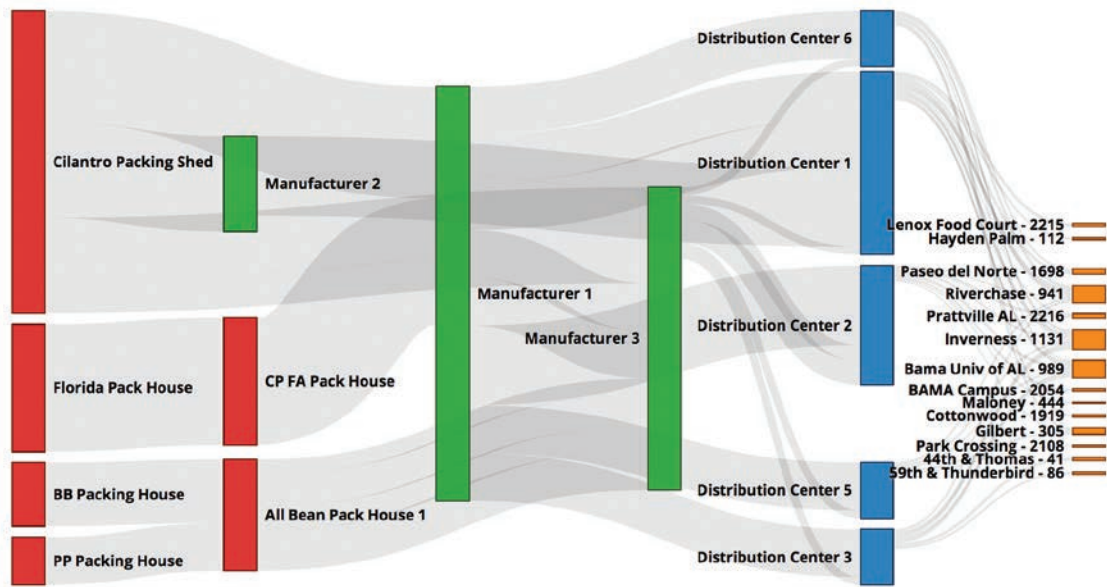 Cilantro Packing Shed
Florida Pack House
BB Packing House
PP Packing House
Manufacturer 2
CP FA Pack House
All Bean Pack House 1
Manufacturer 1
Manufacturer 3
Distribution Center 6
Distribution Center 1
Distribution Center 2
Distribution Center 5
Distribution Center 3
Lenox Food Court - 2215
Hayden Palm - 112
Paseo del Norte - 1698
Riverchase - 941
Prattville AL - 2216
Inverness - 1131
Bama Univ of AL - 989
BAMA Campus - 2054
Maloney - 444
Cottonwood - 1919
Gilbert - 305
Park Crossing - 2108
44th & Thomas - 41
59th & Thunderbird - 86